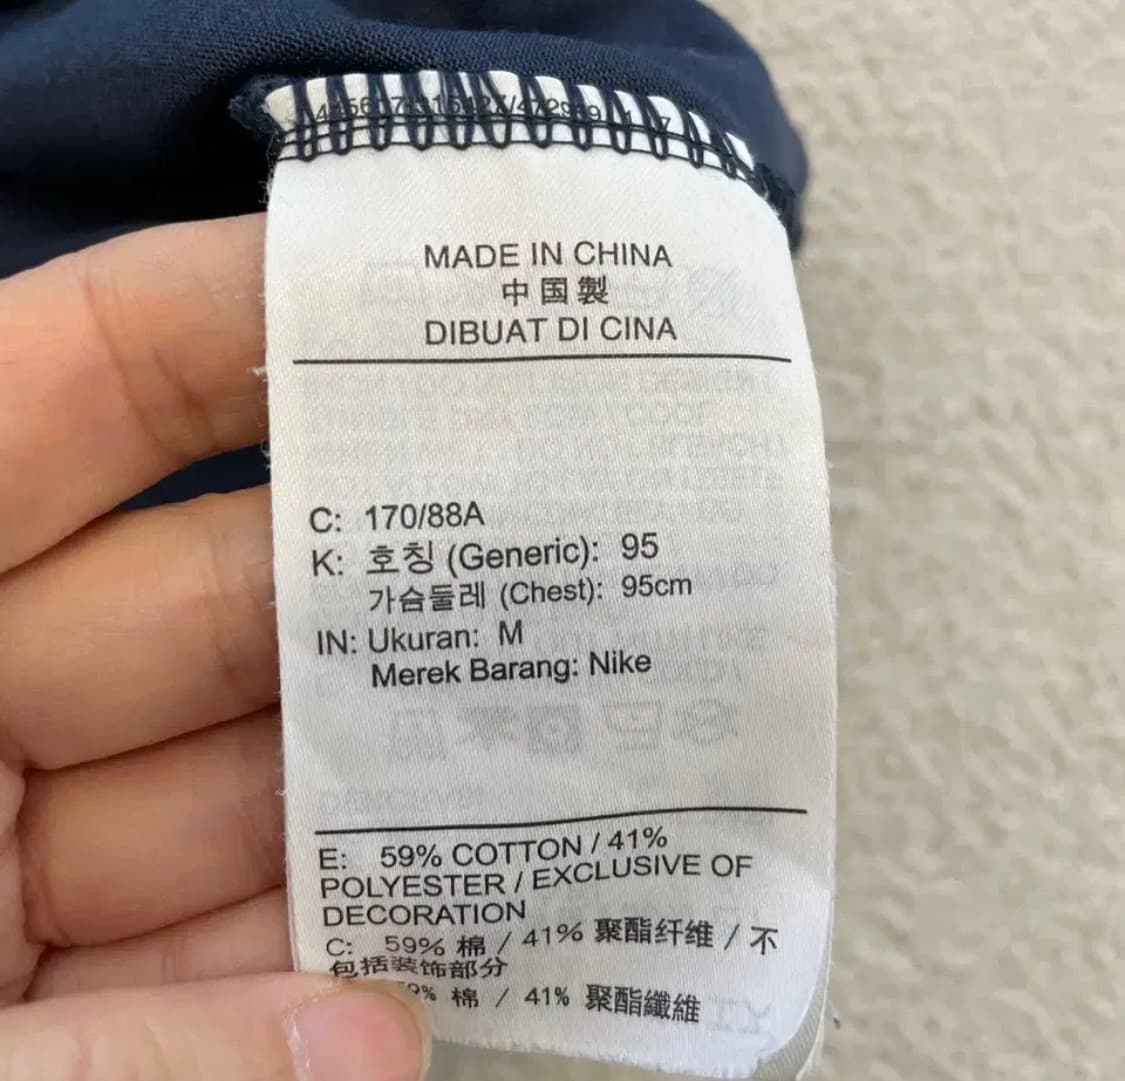 MADE IN CHINA
中国製
DIBUAT DI CINA
C: 170/88A
K: 호칭 (Generic): 95
가슴둘레 (Chest): 95cm
IN: Ukuran: M
Merek Barang: Nike
E: 59% COTTON / 41%
POLYESTER / EXCLUSIVE OF
DECORATION
C: 59% 棉 / 41% 聚酯纤维 / 不
包括装饰部分
9% 棉 / 41% 聚酯纖維